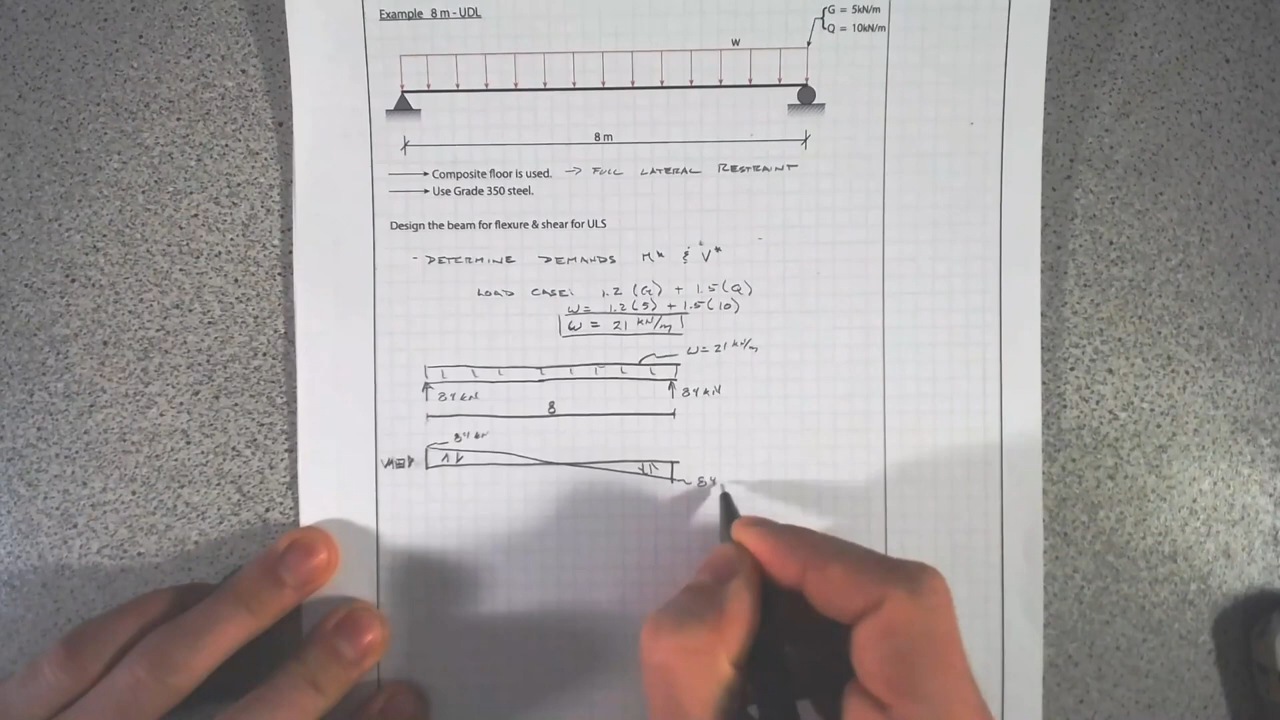 Example 8 m - UDL
G = 5kN/m
Q = 10kN/m
W
8 m
Composite floor is used. → FULL LATERAL RESTRAINT
Use Grade 350 steel.
Design the beam for flexure & shear for ULS
- DETERMINE DEMANDS M* & V*
LOAD CASE: 1.2 (G) + 1.5 (Q)
ω = 1.2(5) + 1.5(10)
ω = 21 kN/m
ω = 21 kN/m
84 kN
84 kN
8
84 kN
84